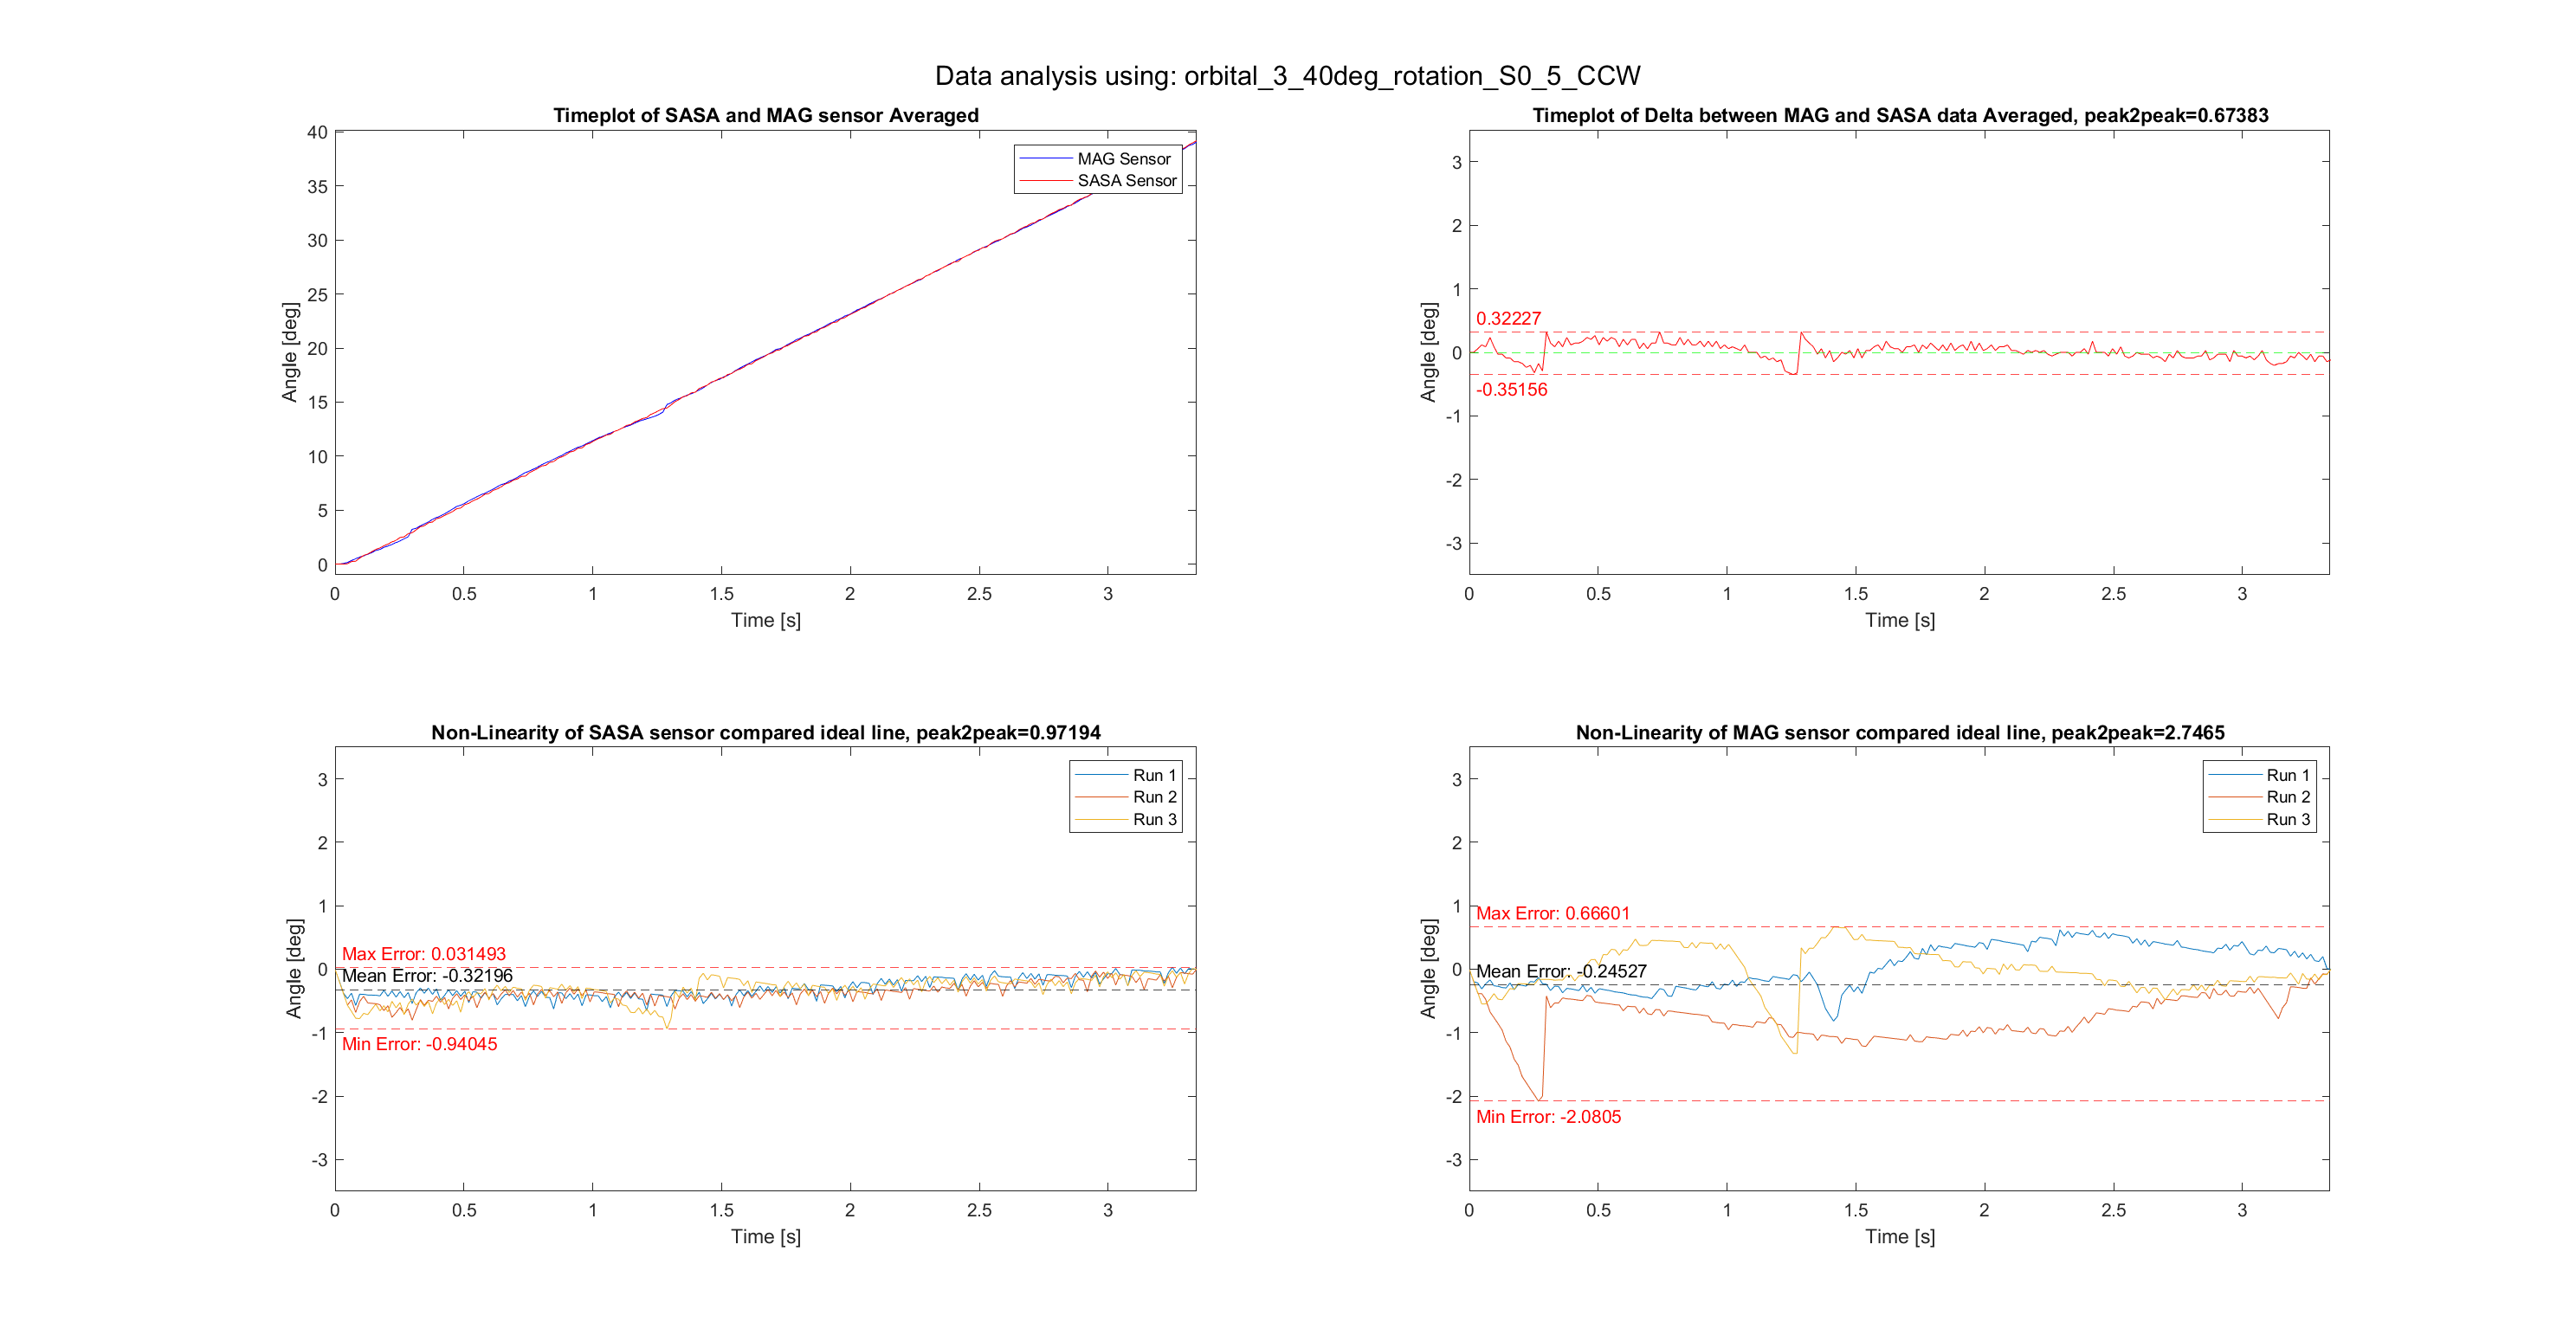 Data analysis using: orbital_3_40deg_rotation_S0_5_CCW
Timeplot of SASA and MAG sensor Averaged
40
35
30
25
20
15
10
5
0
Angle [deg]
MAG Sensor
SASA Sensor
0 0.5 1 1.5 2 2.5 3
Time [s]
Timeplot of Delta between MAG and SASA data Averaged, peak2peak=0.67383
3
2
1
0
-1
-2
-3
Angle [deg]
0.32227
-0.35156
0 0.5 1 1.5 2 2.5 3
Time [s]
Non-Linearity of SASA sensor compared ideal line, peak2peak=0.97194
3
2
1
0
-1
-2
-3
Angle [deg]
Run 1
Run 2
Run 3
Max Error: 0.031493
Mean Error: -0.32196
Min Error: -0.94045
0 0.5 1 1.5 2 2.5 3
Time [s]
Non-Linearity of MAG sensor compared ideal line, peak2peak=2.7465
3
2
1
0
-1
-2
-3
Angle [deg]
Run 1
Run 2
Run 3
Max Error: 0.66601
Mean Error: -0.24527
Min Error: -2.0805
0 0.5 1 1.5 2 2.5 3
Time [s]